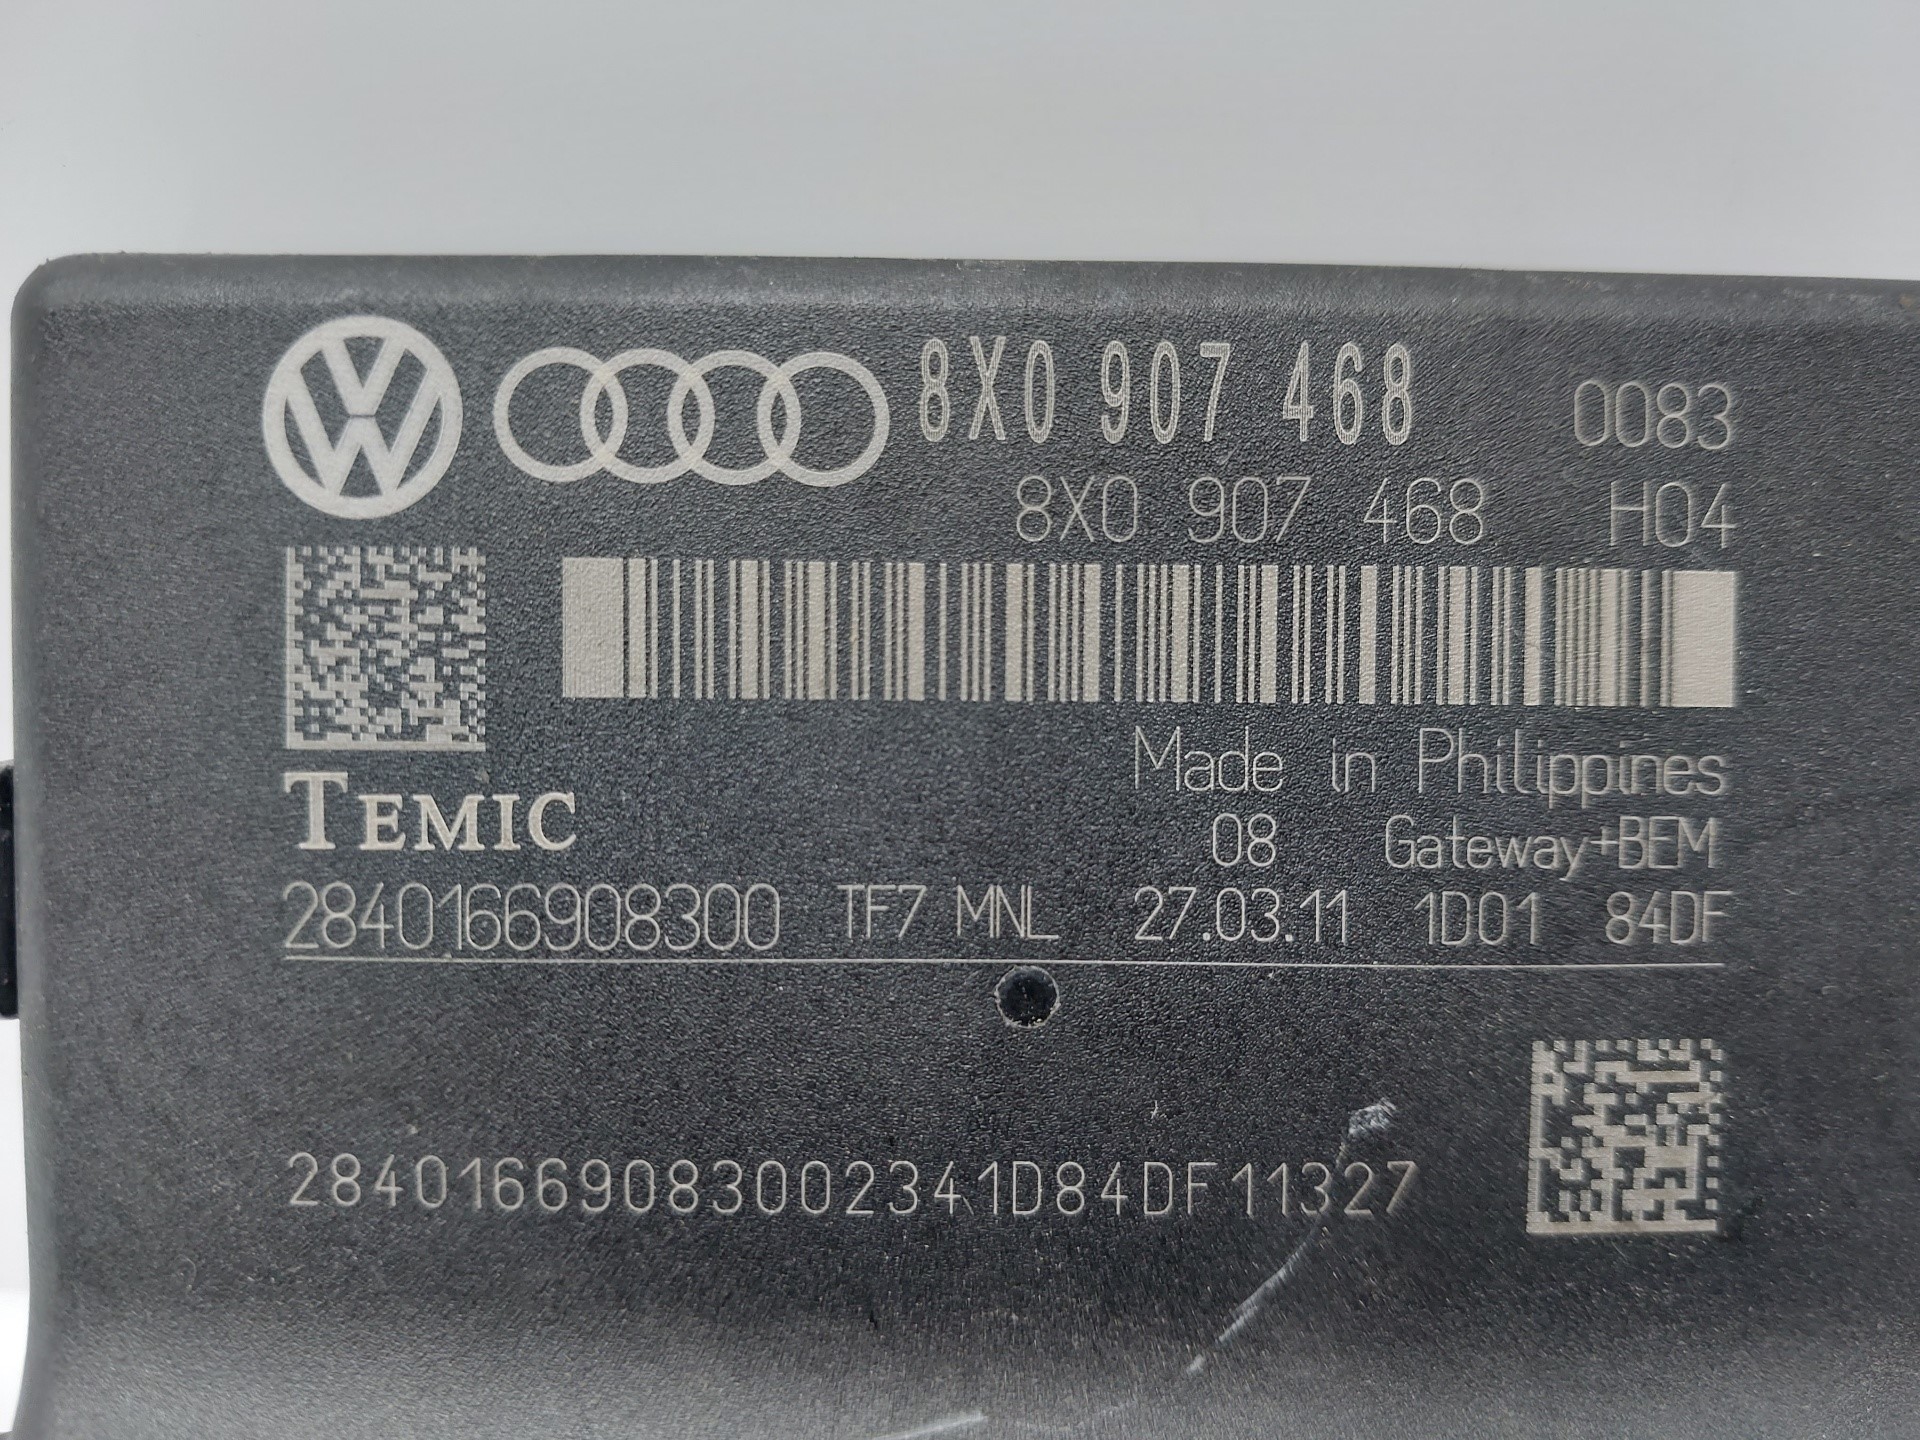 8X0 907 468 0083
8X0 907 468 H04
Made in Philippines
TEMIC 08 Gateway+BEM
2840166908300 TF7 MNL 27.03.11 1D01 84DF
28401669083002341D84DF11327